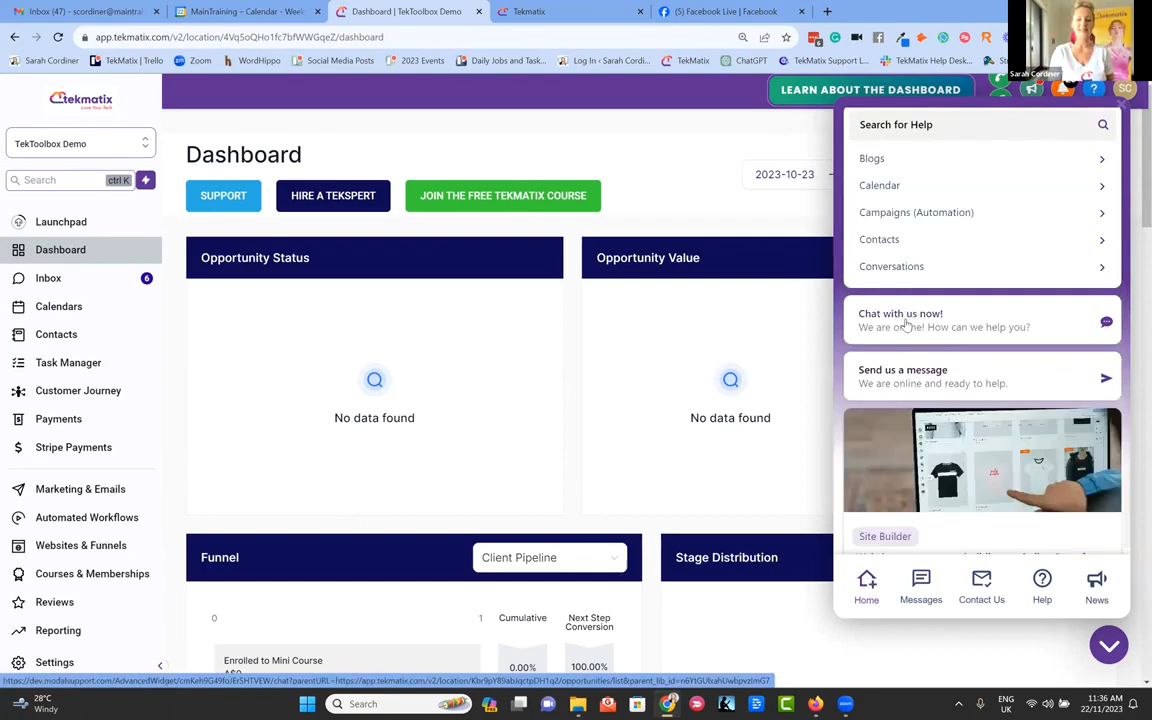 Gmail (47) - scordiner@maintrai
MainTraining – Calendar - Week
Dashboard | TekToolbox Demo
Tekmatix
(5) Facebook Live | Facebook
app.tekmatix.com/v2/location/4Vq5oQHo1fc7bfWWGqeZ/dashboard
Sarah Cordiner
TekMatix | Trello
Zoom
WordHippo
Social Media Posts
2023 Events
Daily Jobs and Task...
Log In ‹ Sarah Cordi...
TekMatix
ChatGPT
TekMatix Support L...
TekMatix Help Desk...
Sarah Cordiner
tekmatix
Love Your Tech
LEARN ABOUT THE DASHBOARD
SC
TekToolbox Demo
Search
ctrl K
Launchpad
Dashboard
Inbox
6
Calendars
Contacts
Task Manager
Customer Journey
Payments
Stripe Payments
Marketing & Emails
Automated Workflows
Websites & Funnels
Courses & Memberships
Reviews
Reporting
Settings
Dashboard
2023-10-23
SUPPORT
HIRE A TEKSPERT
JOIN THE FREE TEKMATIX COURSE
Opportunity Status
No data found
Opportunity Value
No data found
Funnel
Client Pipeline
Stage Distribution
0
1
Cumulative
Next Step
Conversion
Enrolled to Mini Course
0.00%
100.00%
Search for Help
Blogs
Calendar
Campaigns (Automation)
Contacts
Conversations
Chat with us now!
We are online! How can we help you?
Send us a message
We are online and ready to help.
Site Builder
Home
Messages
Contact Us
Help
News
28°C
Windy
Search
ENG
UK
11:36 AM
22/11/2023